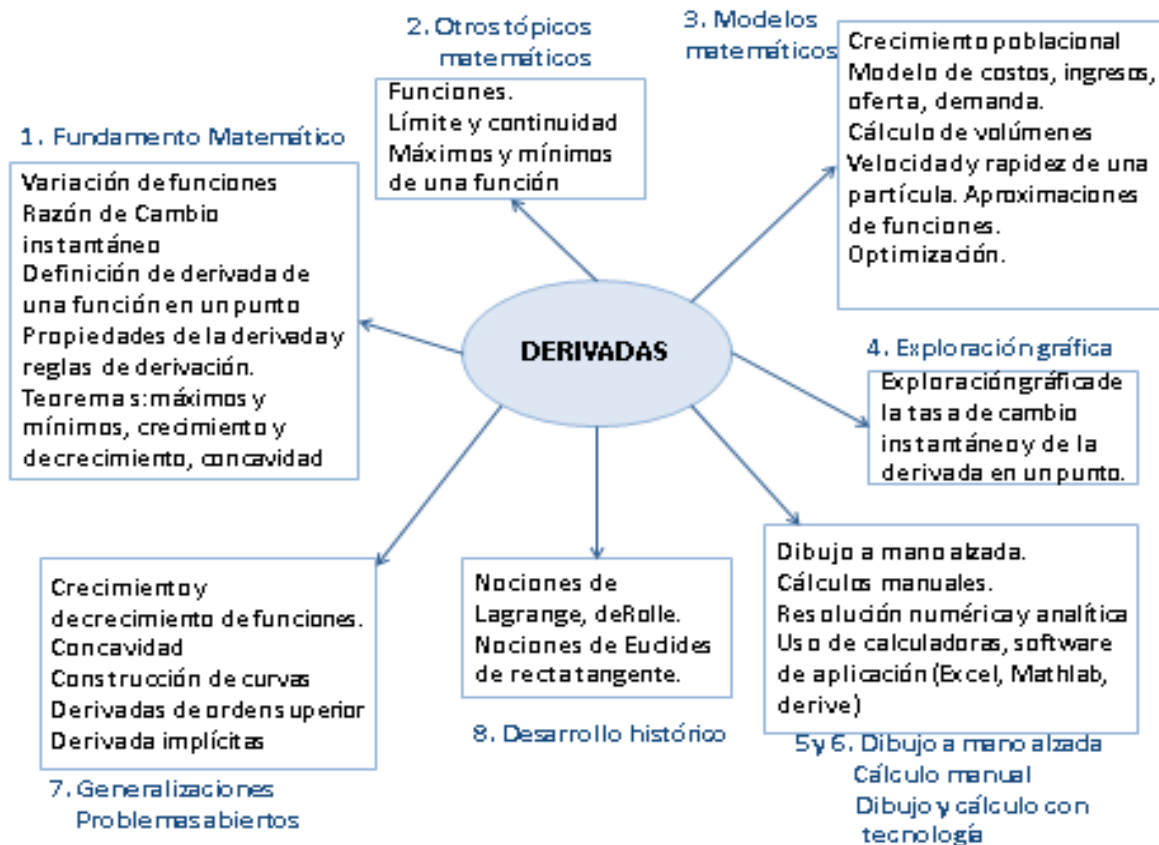 2. Otros tópicos
matemáticos
Funciones.
Límite y continuidad
Máximos y mínimos
de una función
3. Modelos
matemáticos
Crecimiento poblacional
Modelo de costos, ingresos,
oferta, demanda.
Cálculo de volúmenes
Velocidad y rapidez de una
partícula. Aproximaciones
de funciones.
Optimización.
1. Fundamento Matemático
Variación de funciones
Razón de Cambio
instantáneo
Definición de derivada de
una función en un punto
Propiedades de la derivada y
reglas de derivación.
Teoremas: máximos y
mínimos, crecimiento y
decrecimiento, concavidad
DERIVADAS
4. Exploración gráfica
Exploración gráfica de
la tasa de cambio
instantáneo y de la
derivada en un punto.
Crecimiento y
decrecimiento de funciones.
Concavidad
Construcción de curvas
Derivadas de orden superior
Derivada implícitas
7. Generalizaciones
Problemas abiertos
Nociones de
Lagrange, de Rolle.
Nociones de Euclides
de recta tangente.
8. Desarrollo histórico
Dibujo a mano alzada.
Cálculos manuales.
Resolución numérica y analítica
Uso de calculadoras, software
de aplicación (Excel, Mathlab,
derive)
5 y 6. Dibujo a mano alzada
Cálculo manual
Dibujo y cálculo con
tecnología